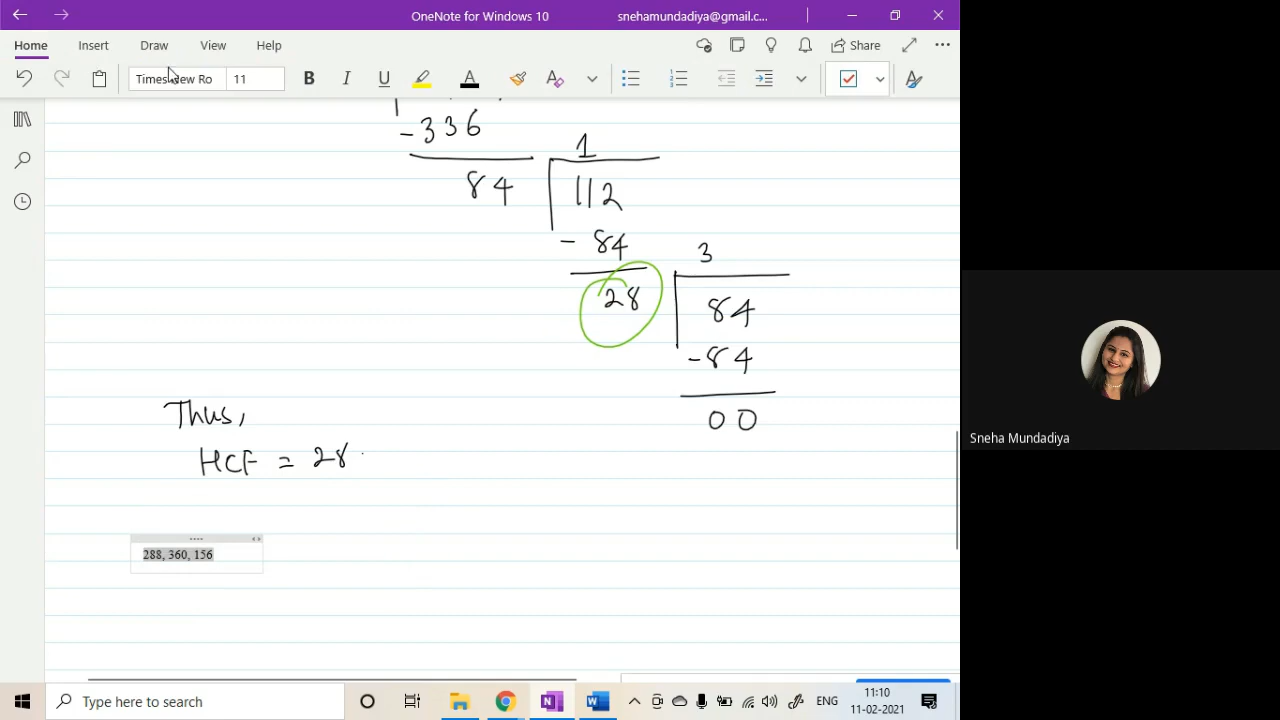 OneNote for Windows 10
snehamundadiya@gmail.c...
Home Insert Draw View Help
Share
Times New Ro 11 B I U A
-336
1
84 112
- 84
3
28 84
-84
00
Thus,
HCF = 28
288, 360, 156
Sneha Mundadiya
Type here to search
ENG
11:10
11-02-2021